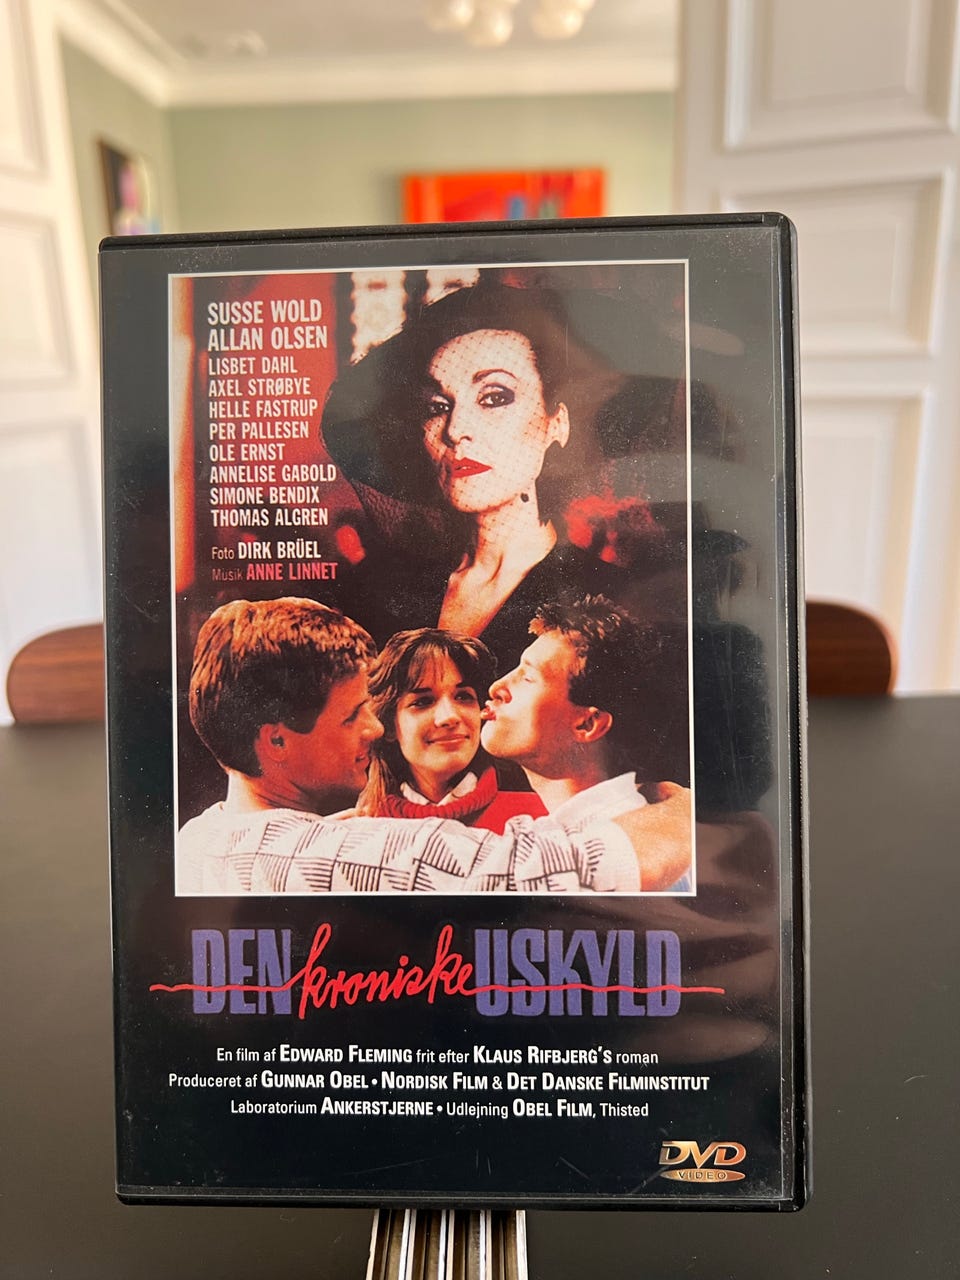 SUSSE WOLD
ALLAN OLSEN
LISBET DAHL
AXEL STRØBYE
HELLE FASTRUP
PER PALLESEN
OLE ERNST
ANNELISE GABOLD
SIMONE BENDIX
THOMAS ALGREN
Foto DIRK BRÜEL
Musik ANNE LINNET
DEN kroniske USKYLD
En film af EDWARD FLEMING frit efter KLAUS RIFBJERG'S roman
Produceret af GUNNAR OBEL • NORDISK FILM & DET DANSKE FILMINSTITUT
Laboratorium ANKERSTJERNE • Udlejning OBEL FILM, Thisted
DVD
VIDEO